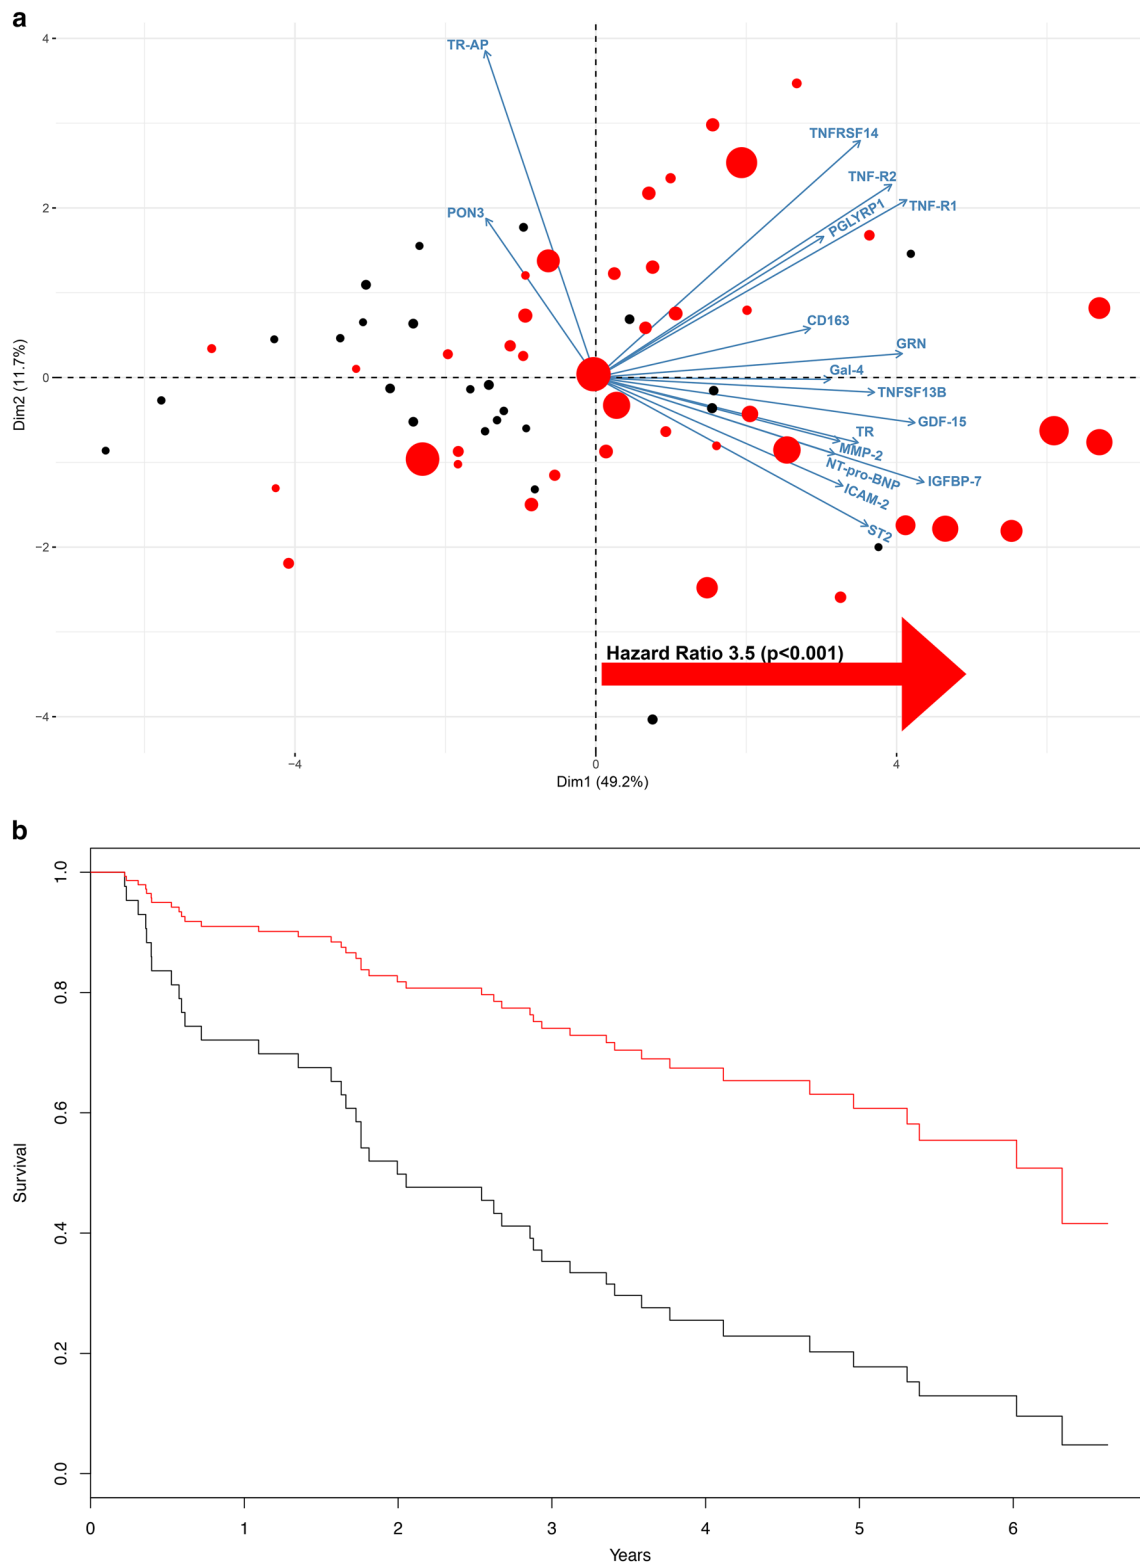 a
4
2
0
−2
−4
Dim2 (11.7%)
TR-AP
PON3
TNFRSF14
TNF-R2
TNF-R1
PGLYRP1
CD163
GRN
Gal-4
TNFSF13B
GDF-15
TR
MMP-2
NT-pro-BNP
IGFBP-7
ICAM-2
ST2
Hazard Ratio 3.5 (p<0.001)
−4
0
4
Dim1 (49.2%)
b
1.0
0.8
0.6
0.4
0.2
0.0
Survival
0
1
2
3
4
5
6
Years